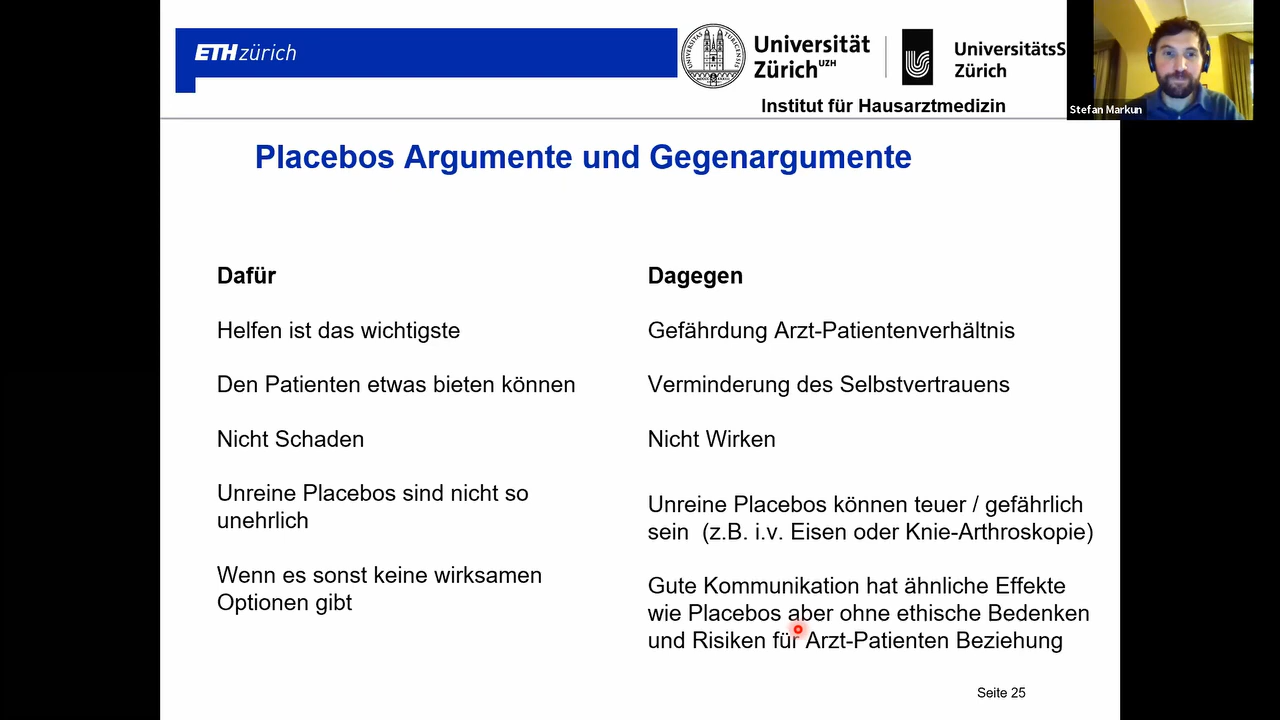 ETH zürich
Universität
Zürich UZH
UniversitätsS
Zürich
Institut für Hausarztmedizin
Stefan Markun
Placebos Argumente und Gegenargumente
Dafür
Helfen ist das wichtigste
Den Patienten etwas bieten können
Nicht Schaden
Unreine Placebos sind nicht so
unehrlich
Wenn es sonst keine wirksamen
Optionen gibt
Dagegen
Gefährdung Arzt-Patientenverhältnis
Verminderung des Selbstvertrauens
Nicht Wirken
Unreine Placebos können teuer / gefährlich
sein (z.B. i.v. Eisen oder Knie-Arthroskopie)
Gute Kommunikation hat ähnliche Effekte
wie Placebos aber ohne ethische Bedenken
und Risiken für Arzt-Patienten Beziehung
Seite 25